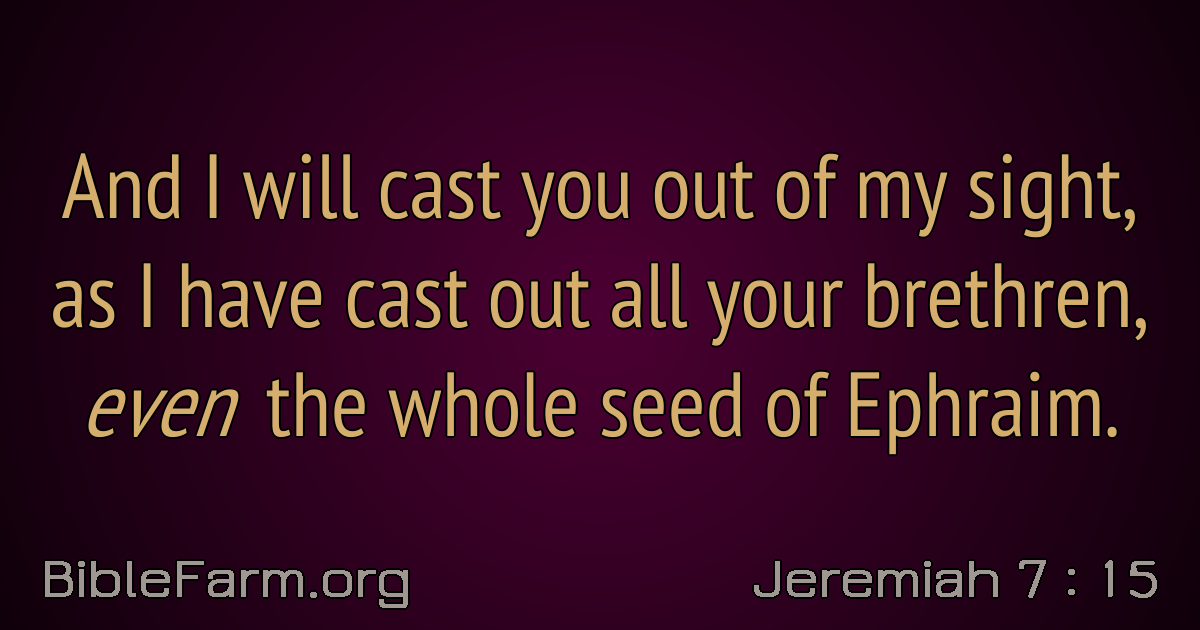 And I will cast you out of my sight,
as I have cast out all your brethren,
even the whole seed of Ephraim.
BibleFarm.org
Jeremiah 7 : 15